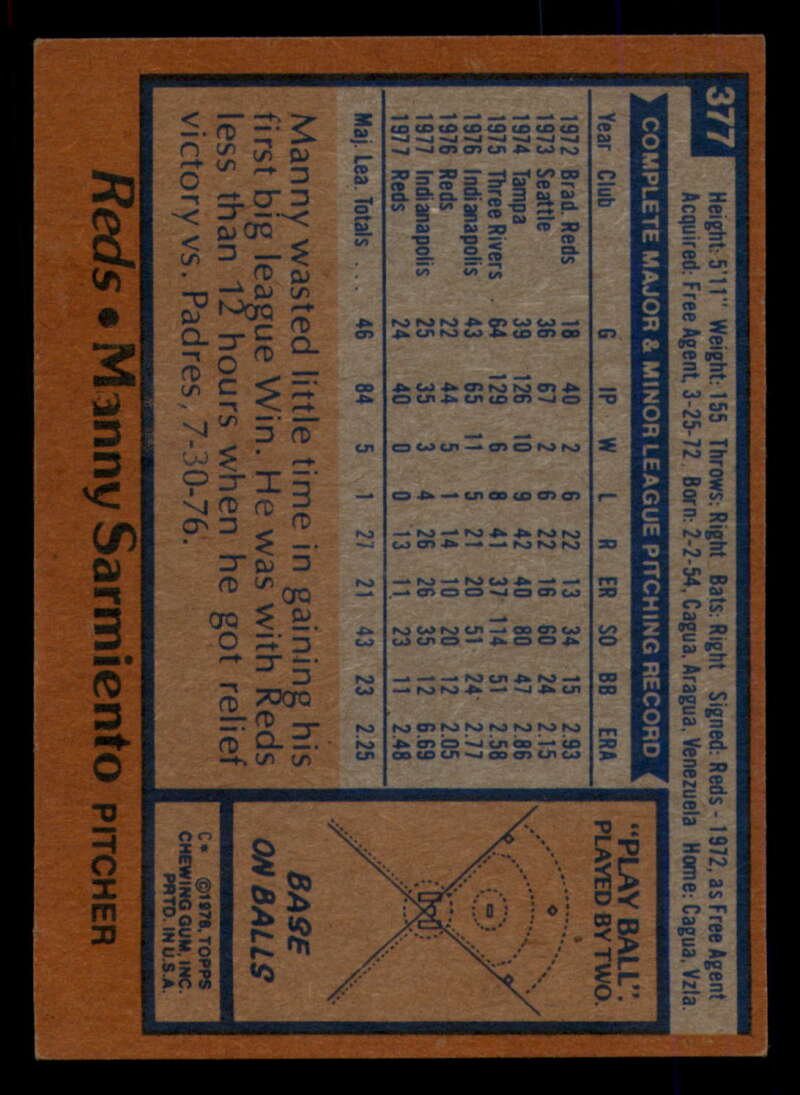 377
Height: 5'11" Weight: 155 Throws: Right Bats: Right Signed: Reds - 1972, as Free Agent
Acquired: Free Agent, 3-25-72 Born: 2-2-54, Cagua, Aragua, Venezuela Home: Cagua, Vzla.
COMPLETE MAJOR & MINOR LEAGUE PITCHING RECORD
Year Club G IP W L R ER SO BB ERA
1972 Brad. Reds 18 40 2 6 22 13 34 15 2.93
1973 Seattle 36 67 2 6 22 16 60 24 2.15
1974 Tampa 39 126 10 9 42 40 80 47 2.86
1975 Three Rivers 64 129 6 8 41 37 114 51 2.58
1976 Indianapolis 43 65 11 5 21 20 51 24 2.77
1976 Reds 22 44 5 1 14 10 20 12 2.05
1977 Indianapolis 25 35 3 4 26 26 35 12 6.69
1977 Reds 24 40 0 0 13 11 23 11 2.48
Maj. Lea. Totals .... 46 84 5 1 27 21 43 23 2.25
Manny wasted little time in gaining his
first big league Win. He was with Reds
less than 12 hours when he got relief
victory vs. Padres, 7-30-76.
"PLAY BALL":
PLAYED BY TWO.
BASE
ON BALLS
C* ©1978, TOPPS
CHEWING GUM, INC.
PRTD. IN U.S.A.
Reds • Manny Sarmiento PITCHER